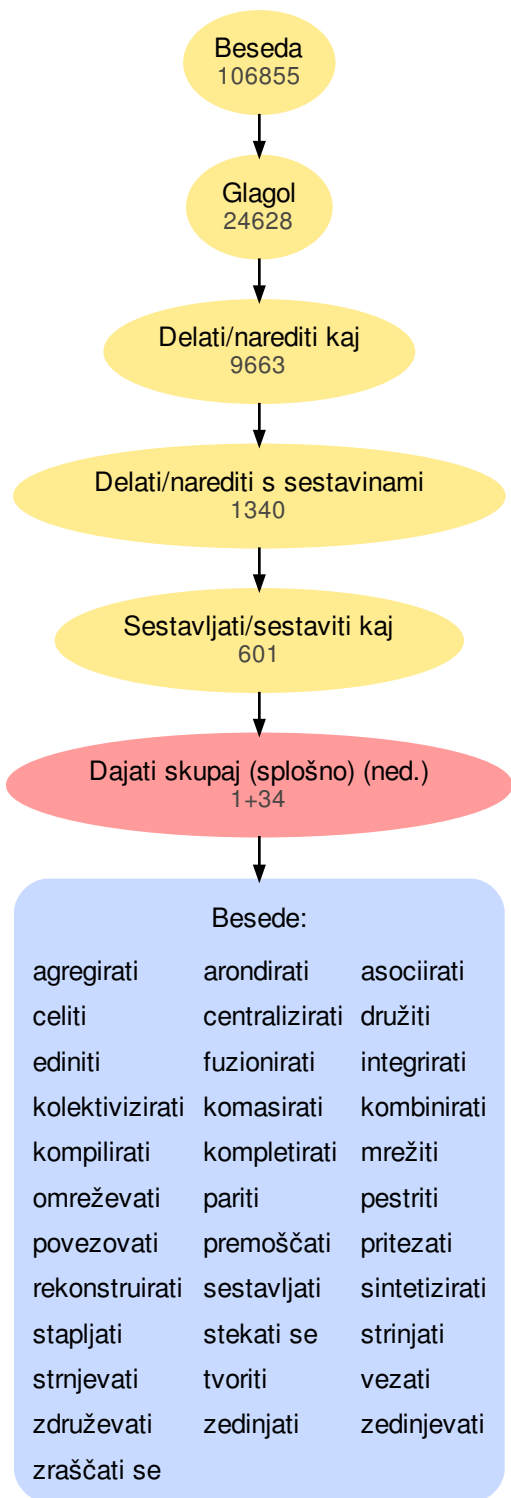 Beseda
106855
Glagol
24628
Delati/narediti kaj
9663
Delati/narediti s sestavinami
1340
Sestavljati/sestaviti kaj
601
Dajati skupaj (splošno) (ned.)
1+34
Besede:
agregirati arondirati asociirati
celiti centralizirati družiti
ediniti fuzionirati integrirati
kolektivizirati komasirati kombinirati
kompilirati kompletirati mrežiti
omreževati pariti pestriti
povezovati premoščati pritezati
rekonstruirati sestavljati sintetizirati
stapljati stekati se strinjati
strnjevati tvoriti vezati
združevati zedinjati zedinjevati
zraščati se